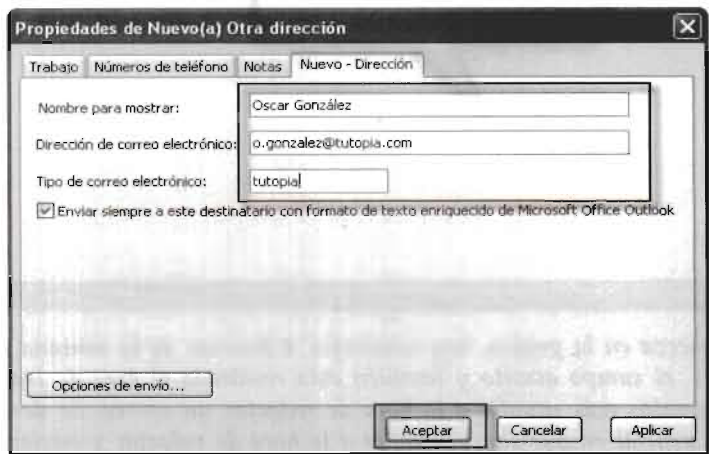 Propiedades de Nuevo(a) Otra dirección
Trabajo Números de teléfono Notas Nuevo - Dirección
Nombre para mostrar: Oscar González
Dirección de correo electrónico: o.gonzalez@tutopia.com
Tipo de correo electrónico: tutopia
Enviar siempre a este destinatario con formato de texto enriquecido de Microsoft Office Outlook
Opciones de envío...
Aceptar Cancelar Aplicar